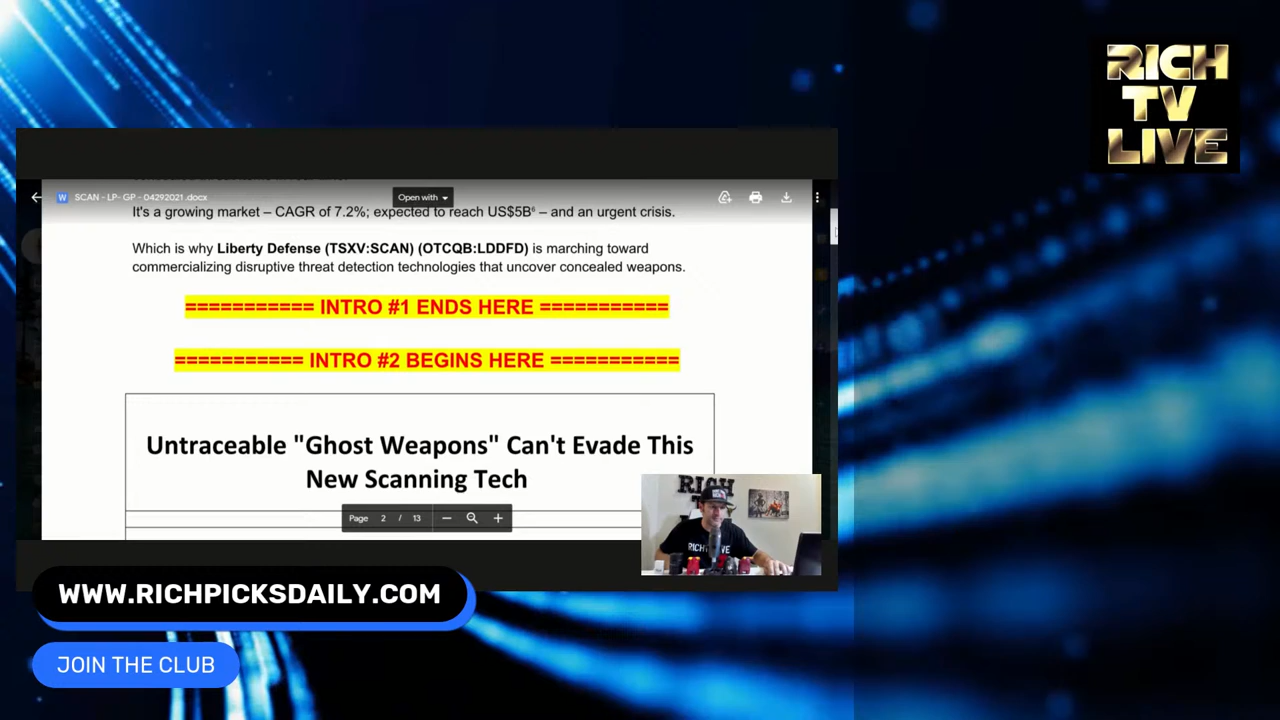 RICH
TV
LIVE
SCAN - LP- GP - 04292021 .docx
Open with
It's a growing market – CAGR of 7.2%; expected to reach US$5B⁶ – and an urgent crisis.
Which is why Liberty Defense (TSXV:SCAN) (OTCQB:LDDFD) is marching toward
commercializing disruptive threat detection technologies that uncover concealed weapons.
=========== INTRO #1 ENDS HERE ===========
=========== INTRO #2 BEGINS HERE ===========
Untraceable "Ghost Weapons" Can't Evade This
New Scanning Tech
Page 2 / 13
RICH
WWW.RICHPICKSDAILY.COM
JOIN THE CLUB